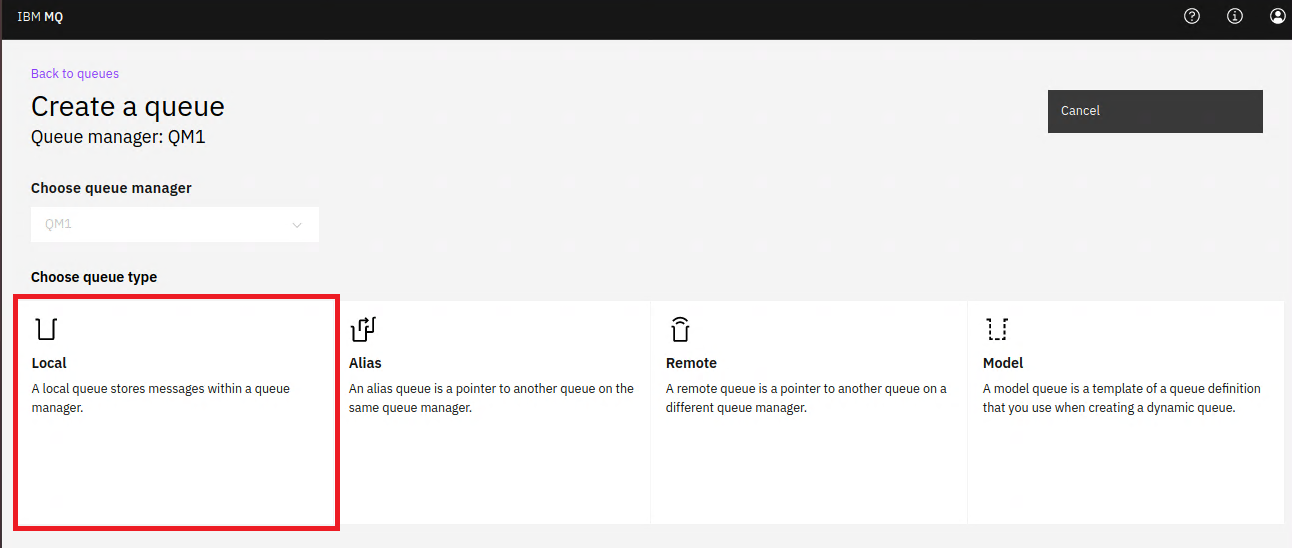 IBM MQ
Back to queues
Create a queue
Queue manager: QM1
Cancel
Choose queue manager
QM1
Choose queue type
Local
A local queue stores messages within a queue
manager.
Alias
An alias queue is a pointer to another queue on the
same queue manager.
Remote
A remote queue is a pointer to another queue on a
different queue manager.
Model
A model queue is a template of a queue definition
that you use when creating a dynamic queue.